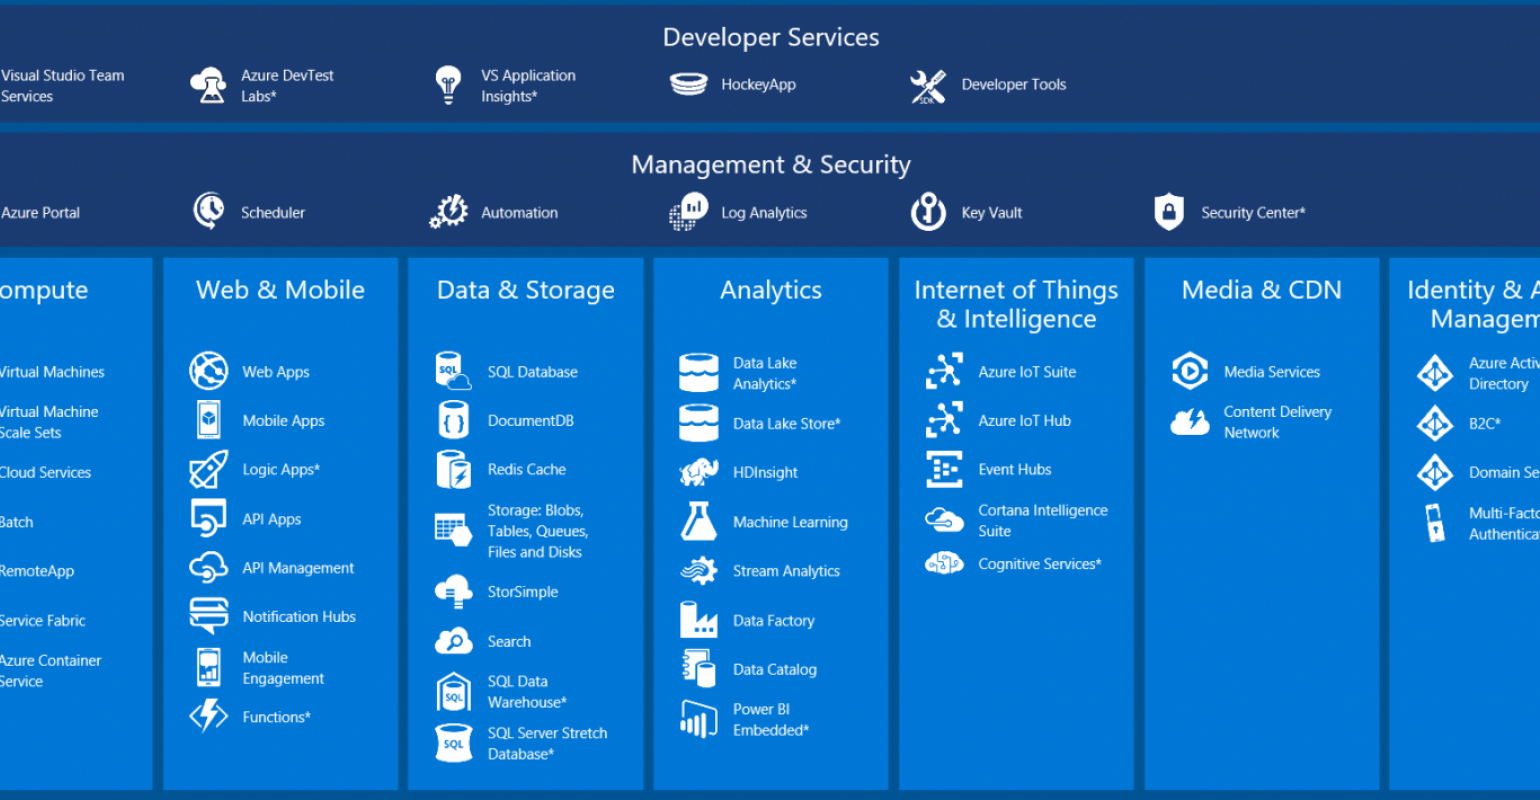 Developer Services
Visual Studio Team
Services
Azure DevTest
Labs*
VS Application
Insights*
HockeyApp
SDK
Developer Tools
Management & Security
Azure Portal
Scheduler
Automation
Log Analytics
Key Vault
Security Center*
ompute
Virtual Machines
Virtual Machine
Scale Sets
Cloud Services
Batch
RemoteApp
Service Fabric
Azure Container
Service
Web & Mobile
Web Apps
Mobile Apps
Logic Apps*
API Apps
API Management
Notification Hubs
Mobile
Engagement
Functions*
Data & Storage
SQL
SQL Database
{ }
DocumentDB
Redis Cache
Storage: Blobs,
Tables, Queues,
Files and Disks
StorSimple
Search
SQL
SQL Data
Warehouse*
SQL
SQL Server Stretch
Database*
Analytics
Data Lake
Analytics*
Data Lake Store*
HDInsight
Machine Learning
Stream Analytics
Data Factory
Data Catalog
Power BI
Embedded*
Internet of Things
& Intelligence
Azure IoT Suite
Azure IoT Hub
Event Hubs
Cortana Intelligence
Suite
Cognitive Services*
Media & CDN
Media Services
Content Delivery
Network
Identity & A
Managem
Azure Activ
Directory
B2C*
Domain Se
Multi-Facto
Authentica